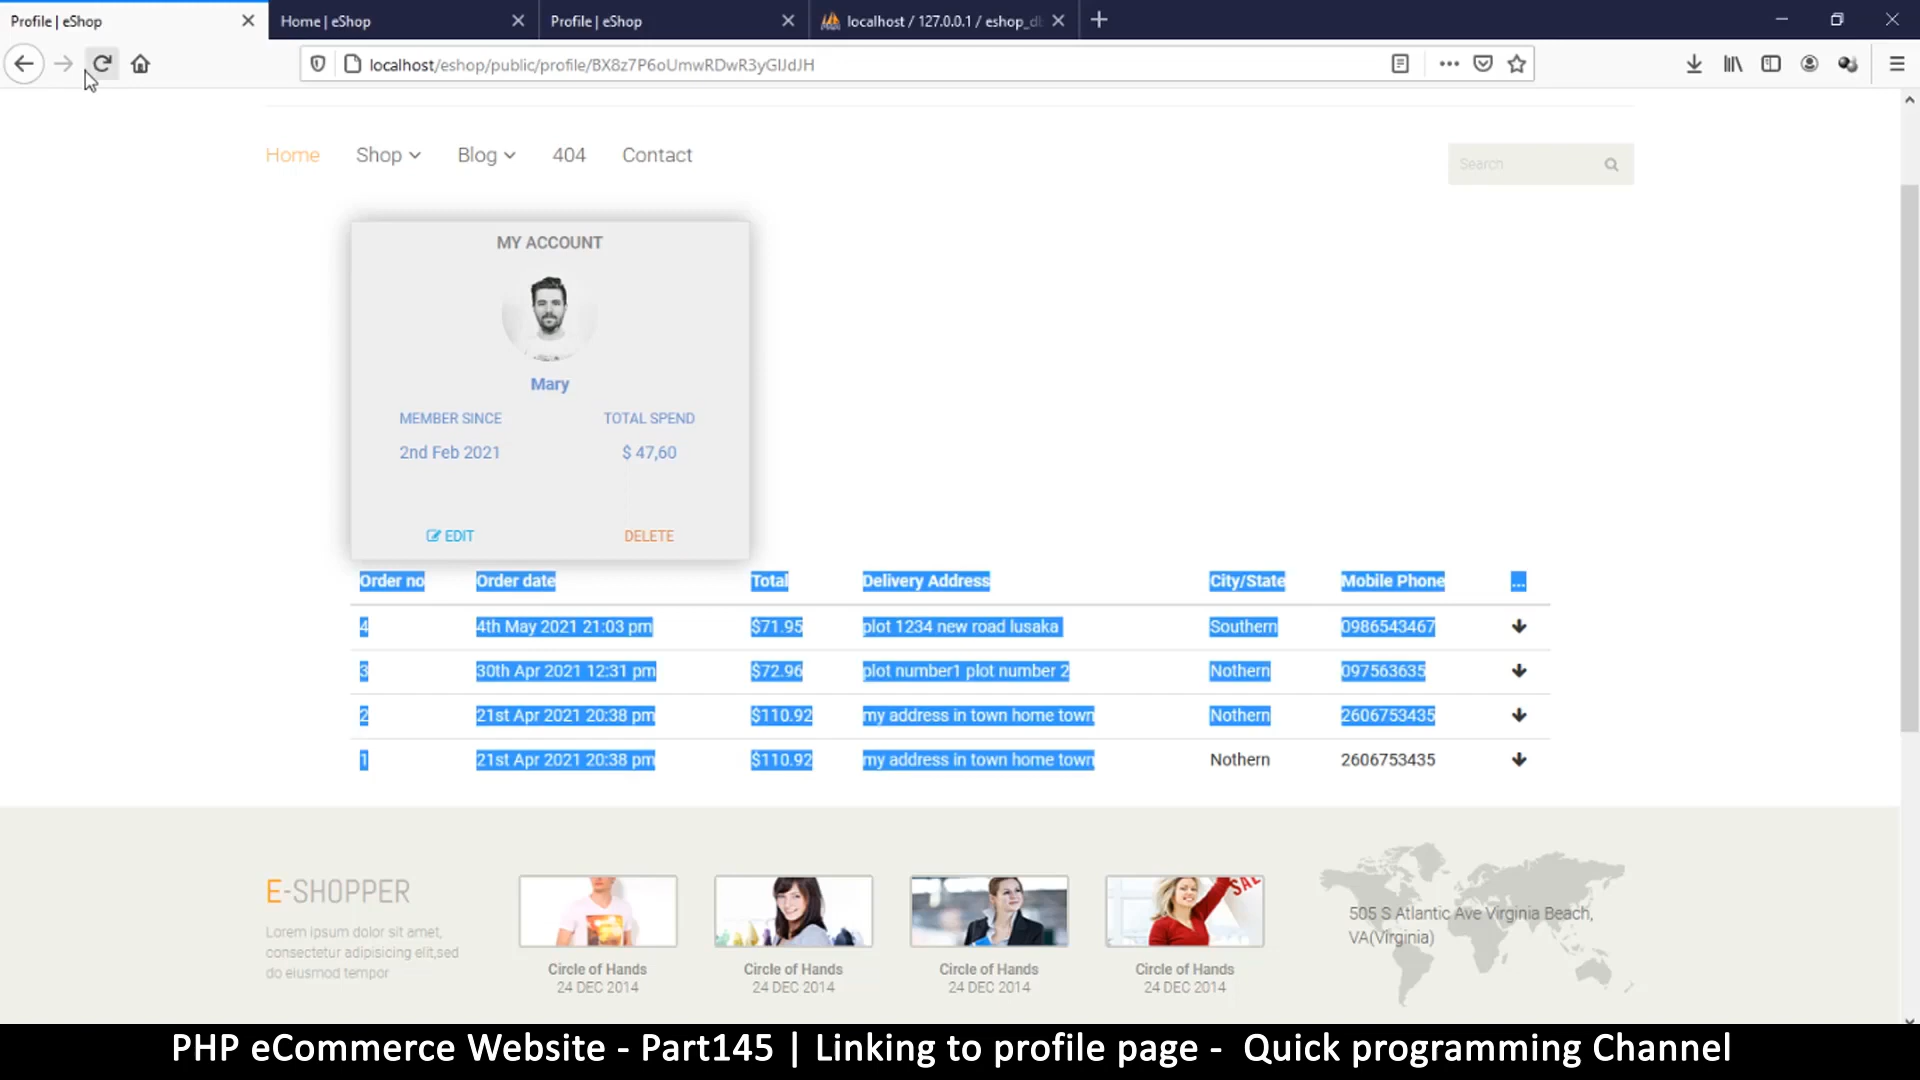 Profile | eShop
Home | eShop
Profile | eShop
localhost / 127.0.0.1 / eshop_db
localhost/eshop/public/profile/BX8z7P6oUmwRDwR3yGIJdJH
Home Shop Blog 404 Contact
Search
MY ACCOUNT
Mary
MEMBER SINCE TOTAL SPEND
2nd Feb 2021 $ 47,60
EDIT DELETE
Order no Order date Total Delivery Address City/State Mobile Phone ...
4 4th May 2021 21:03 pm $71.95 plot 1234 new road lusaka Southern 0986543467
3 30th Apr 2021 12:31 pm $72.96 plot number1 plot number 2 Nothern 097563635
2 21st Apr 2021 20:38 pm $110.92 my address in town home town Nothern 2606753435
1 21st Apr 2021 20:38 pm $110.92 my address in town home town Nothern 2606753435
E-SHOPPER
Lorem ipsum dolor sit amet,
consectetur adipisicing elit,sed
do eiusmod tempor
SALE
Circle of Hands
24 DEC 2014
Circle of Hands
24 DEC 2014
Circle of Hands
24 DEC 2014
Circle of Hands
24 DEC 2014
505 S Atlantic Ave Virginia Beach,
VA(Virginia)
PHP eCommerce Website - Part145 | Linking to profile page - Quick programming Channel